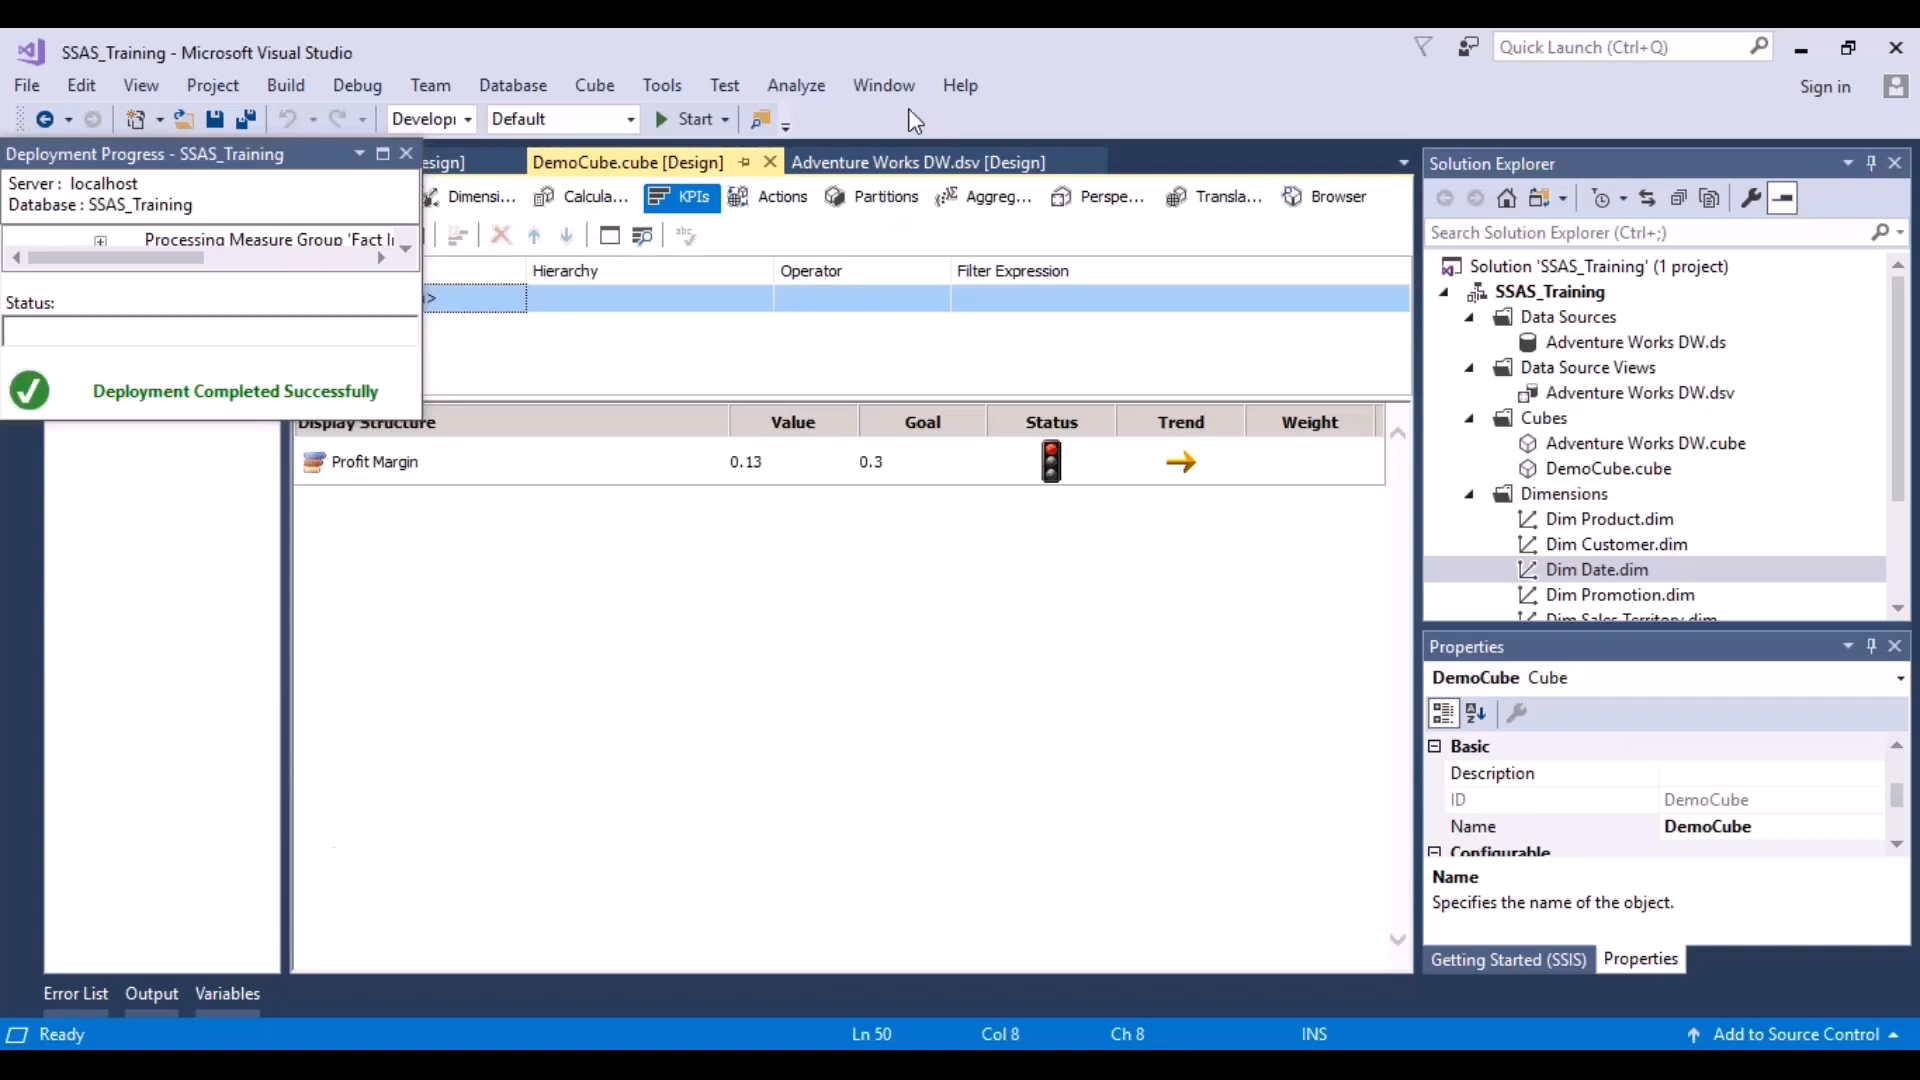 SSAS_Training - Microsoft Visual Studio
Quick Launch (Ctrl+Q)
File Edit View Project Build Debug Team Database Cube Tools Test Analyze Window Help
Sign in
Develop Default Start
Deployment Progress - SSAS_Training
Server : localhost
Database : SSAS_Training
Processing Measure Group 'Fact
Status:
Deployment Completed Successfully
esign] DemoCube.cube [Design] Adventure Works DW.dsv [Design]
Dimensi... Calcula... KPIs Actions Partitions Aggreg... Perspe... Transla... Browser
Hierarchy Operator Filter Expression
>
Display Structure Value Goal Status Trend Weight
Profit Margin 0.13 0.3
Solution Explorer
Search Solution Explorer (Ctrl+;)
Solution 'SSAS_Training' (1 project)
SSAS_Training
Data Sources
Adventure Works DW.ds
Data Source Views
Adventure Works DW.dsv
Cubes
Adventure Works DW.cube
DemoCube.cube
Dimensions
Dim Product.dim
Dim Customer.dim
Dim Date.dim
Dim Promotion.dim
Dim Sales Territory.dim
Properties
DemoCube Cube
Basic
Description
ID DemoCube
Name DemoCube
Configurable
Name
Specifies the name of the object.
Getting Started (SSIS) Properties
Error List Output Variables
Ready Ln 50 Col 8 Ch 8 INS Add to Source Control